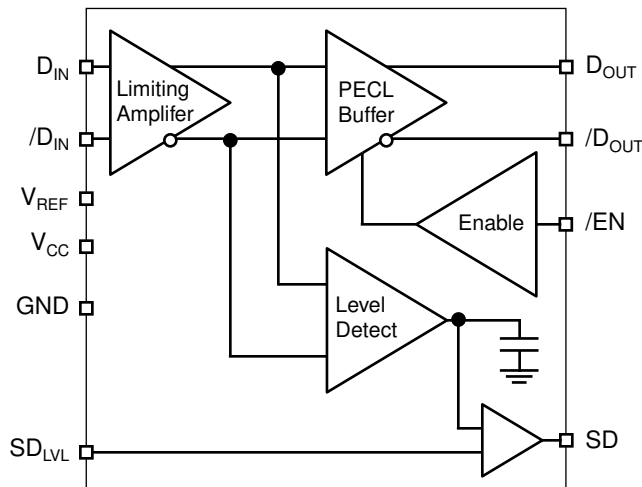 D_IN
Limiting
Amplifer
PECL
Buffer
D_OUT
/D_IN
/D_OUT
V_REF
Enable
/EN
V_CC
GND
Level
Detect
SD_LVL
SD